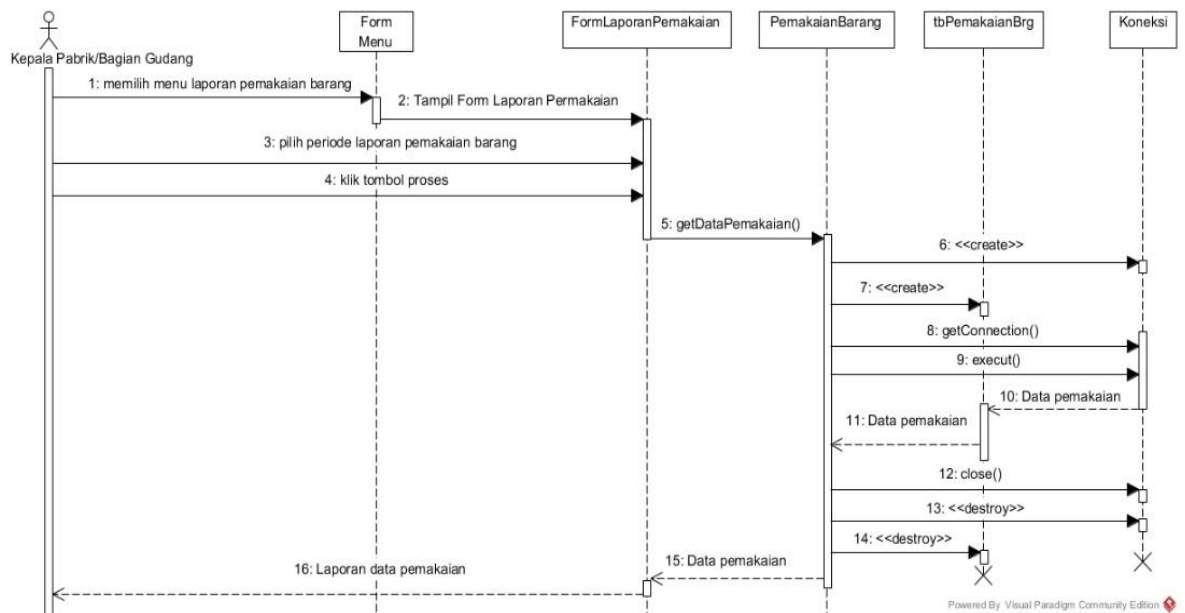 Form
Menu
FormLaporanPemakaian
PemakaianBarang
tbPemakaianBrg
Koneksi
Kepala Pabrik/Bagian Gudang
1: memilih menu laporan pemakaian barang
2: Tampil Form Laporan Permakaian
3: pilih periode laporan pemakaian barang
4: klik tombol proses
5: getDataPemakaian()
6: <<create>>
7: <<create>>
8: getConnection()
9: execut()
10: Data pemakaian
11: Data pemakaian
12: close()
13: <<destroy>>
14: <<destroy>>
15: Data pemakaian
16: Laporan data pemakaian
Powered By Visual Paradigm Community Edition